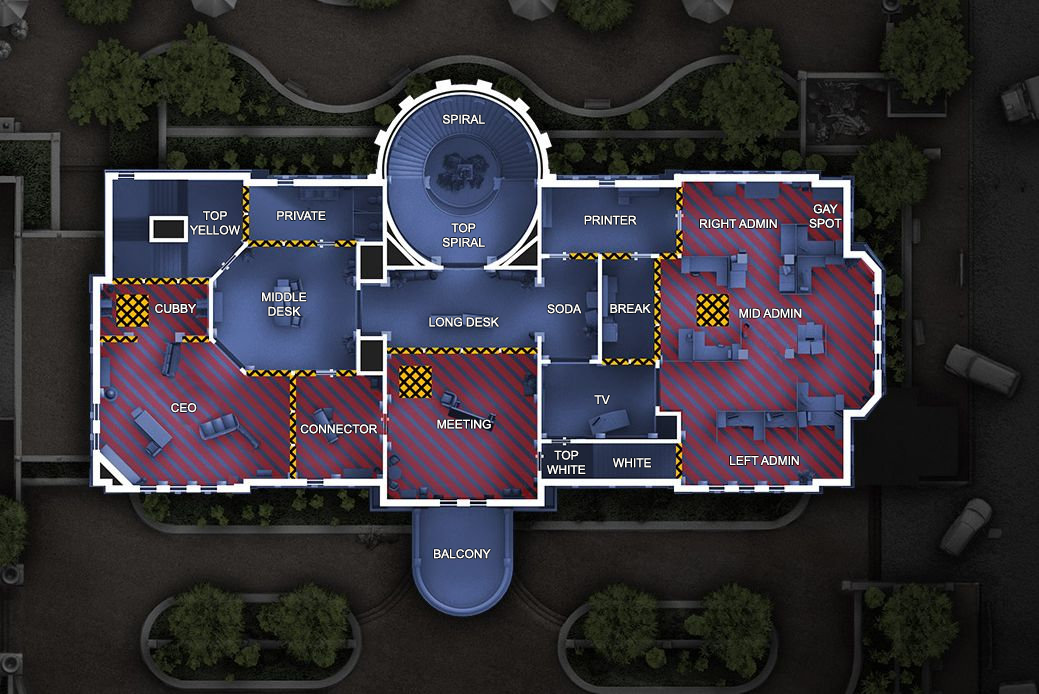 SPIRAL
TOP
YELLOW
PRIVATE
TOP
SPIRAL
PRINTER
RIGHT ADMIN
GAY
SPOT
CUBBY
MIDDLE
DESK
LONG DESK
SODA
BREAK
MID ADMIN
CEO
CONNECTOR
MEETING
TV
TOP
WHITE
WHITE
LEFT ADMIN
BALCONY